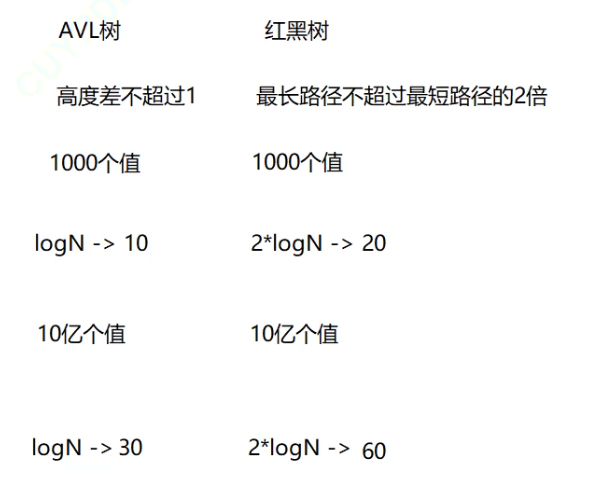 AVL树 红黑树
高度差不超过1 最长路径不超过最短路径的2倍
1000个值 1000个值
logN -> 10 2*logN -> 20
10亿个值 10亿个值
logN -> 30 2*logN -> 60